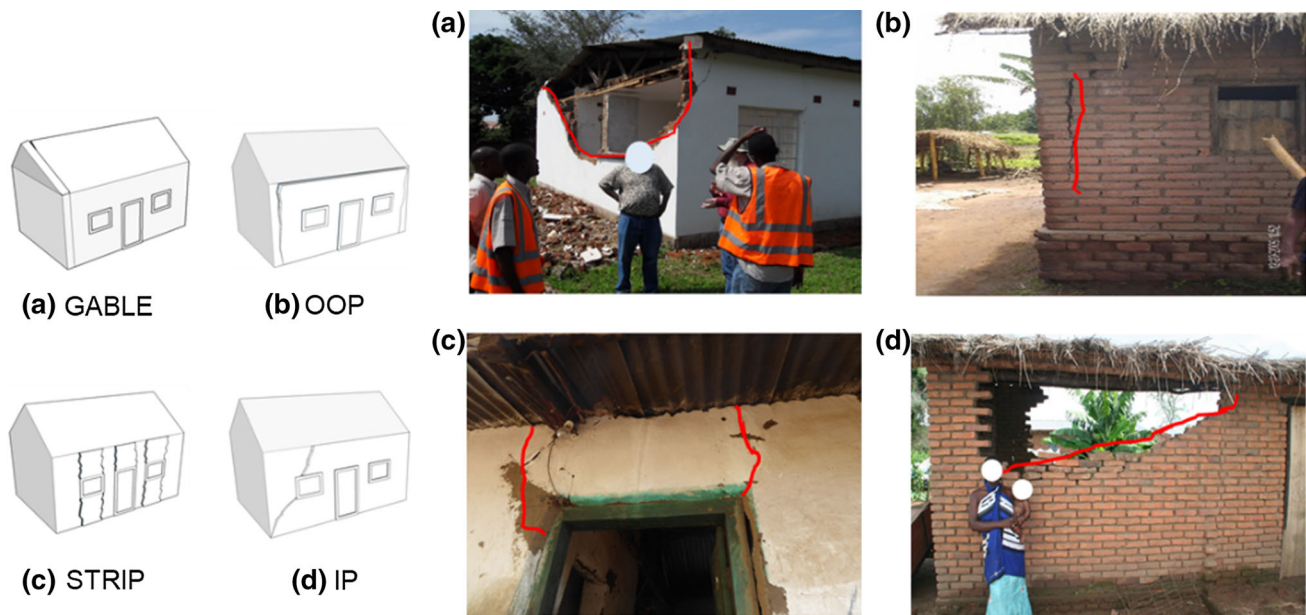 (a) GABLE
(b) OOP
(c) STRIP
(d) IP
(a)
(b)
(c)
(d)